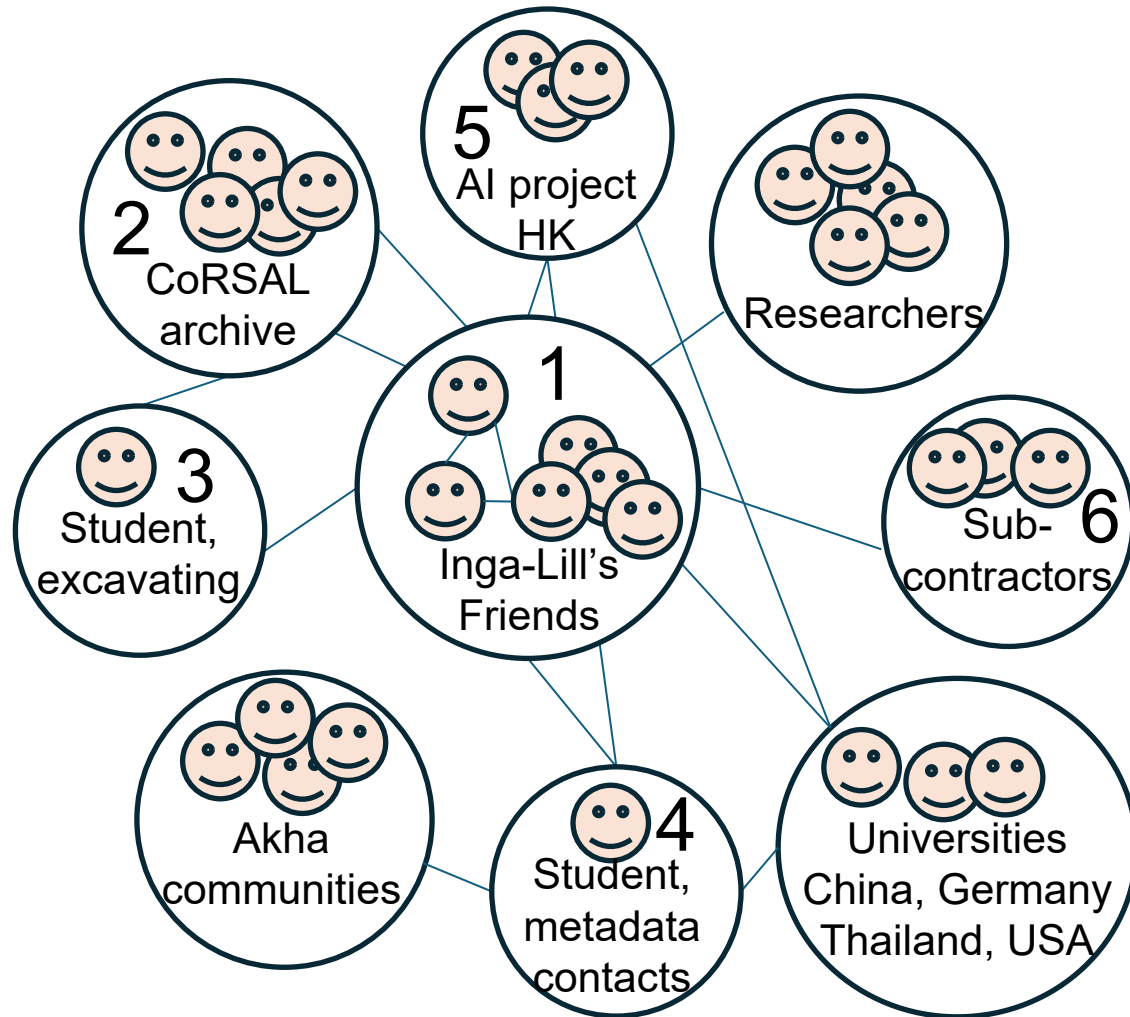 5
AI project
HK
2
CoRSAL
archive
Researchers
1
Inga-Lill's
Friends
3
Student,
excavating
6
Sub-
contractors
Akha
communities
4
Student,
metadata
contacts
Universities
China, Germany
Thailand, USA